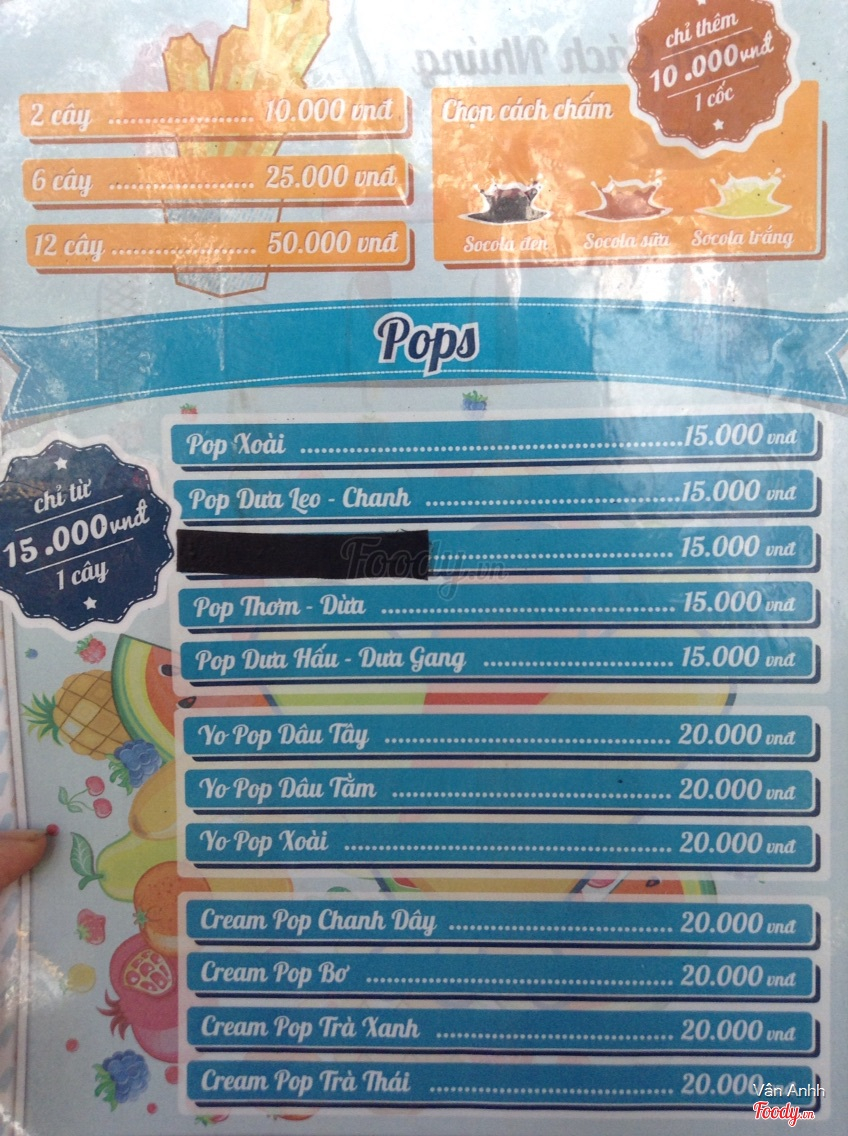 Cách Nhúng
chỉ thêm
10.000 vnđ
1 cốc
2 cây ..................... 10.000 vnđ
6 cây ..................... 25.000 vnđ
12 cây ..................... 50.000 vnđ
Chọn cách chấm
Socola đen Socola sữa Socola trắng
Pops
chỉ từ
15.000 vnđ
1 cây
Pop Xoài ..................... 15.000 vnđ
Pop Dưa Leo - Chanh ..................... 15.000 vnđ
..................... 15.000 vnđ
Pop Thơm - Dừa ..................... 15.000 vnđ
Pop Dưa Hấu - Dưa Gang ..................... 15.000 vnđ
Yo Pop Dâu Tây ..................... 20.000 vnđ
Yo Pop Dâu Tằm ..................... 20.000 vnđ
Yo Pop Xoài ..................... 20.000 vnđ
Cream Pop Chanh Dây ..................... 20.000 vnđ
Cream Pop Bơ ..................... 20.000 vnđ
Cream Pop Trà Xanh ..................... 20.000 vnđ
Cream Pop Trà Thái ..................... 20.000 vnđ
Foody.vn
Vân Anhh
Foody.vn